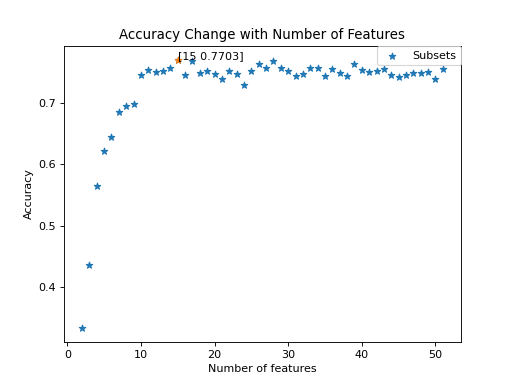 Accuracy Change with Number of Features
[15 0.7703]
Subsets
0.7
0.6
0.5
0.4
Accuracy
0
10
20
30
40
50
Number of features